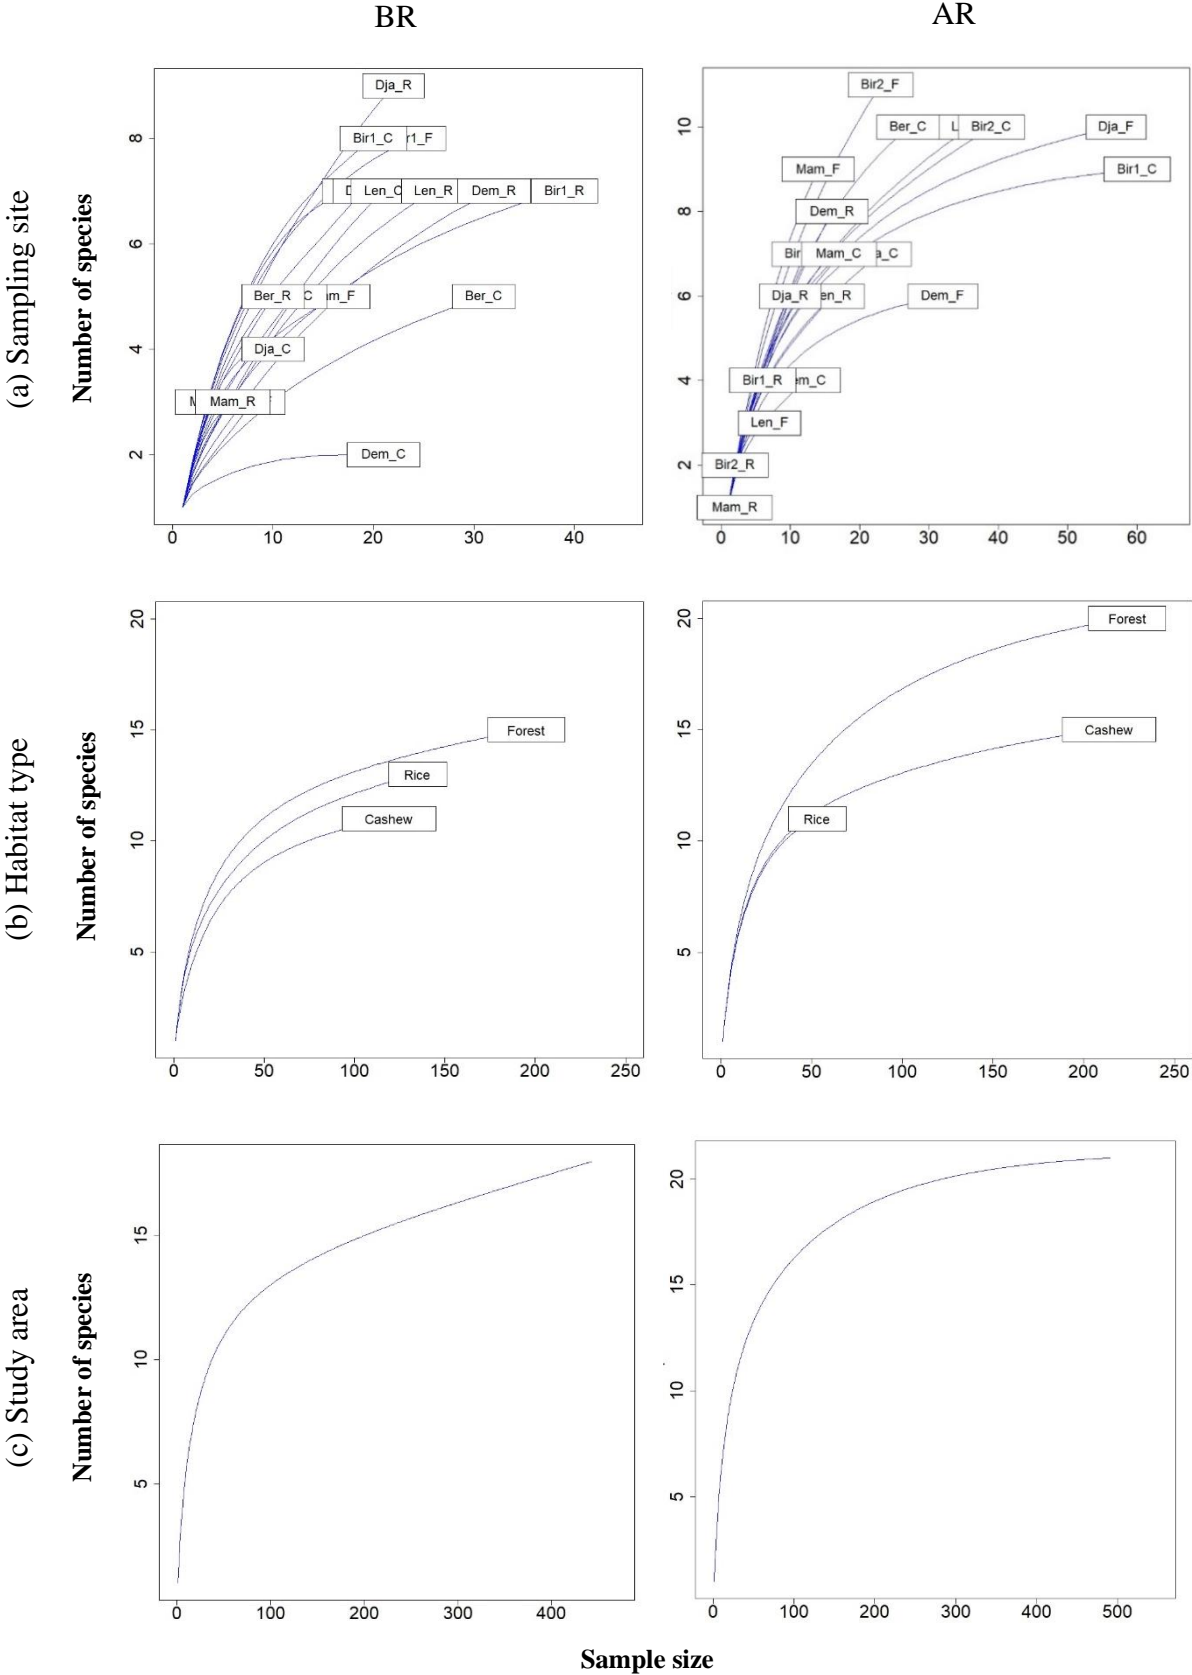 BR
AR
(a) Sampling site
Number of species
8
6
4
2
Dja_R
Bir1_C
r1_F
Len_C
Len_R
Dem_R
Bir1_R
Ber_R
C
m_F
Ber_C
Dja_C
Mam_R
Dem_C
0 10 20 30 40
10
8
6
4
2
Bir2_F
Ber_C
L
Bir2_C
Dja_F
Mam_F
Bir1_C
Dem_R
Bir
Mam_C
a_C
Dja_R
en_R
Dem_F
Bir1_R
em_C
Len_F
Bir2_R
Mam_R
0 10 20 30 40 50 60
(b) Habitat type
Number of species
20
15
10
5
Forest
Rice
Cashew
0 50 100 150 200 250
20
15
10
5
Forest
Cashew
Rice
0 50 100 150 200 250
(c) Study area
Number of species
15
10
5
0 100 200 300 400
20
15
10
5
0 100 200 300 400 500
Sample size